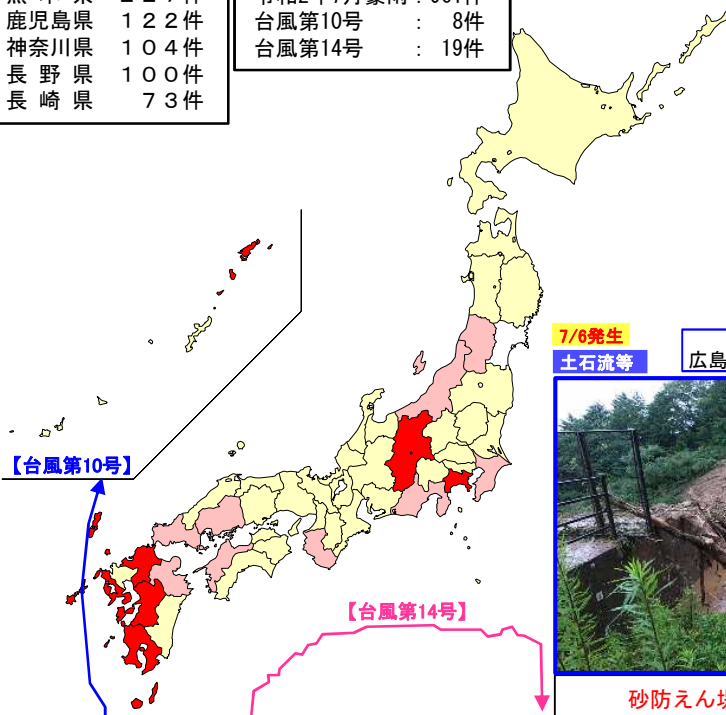 鹿児島県 １２２件
神奈川県 １０４件
長 野 県 １００件
長 崎 県 ７３件
台風第10号 : 8件
台風第14号 : 19件
7/6発生
土石流等
広島
【台風第10号】
【台風第14号】
砂防えん